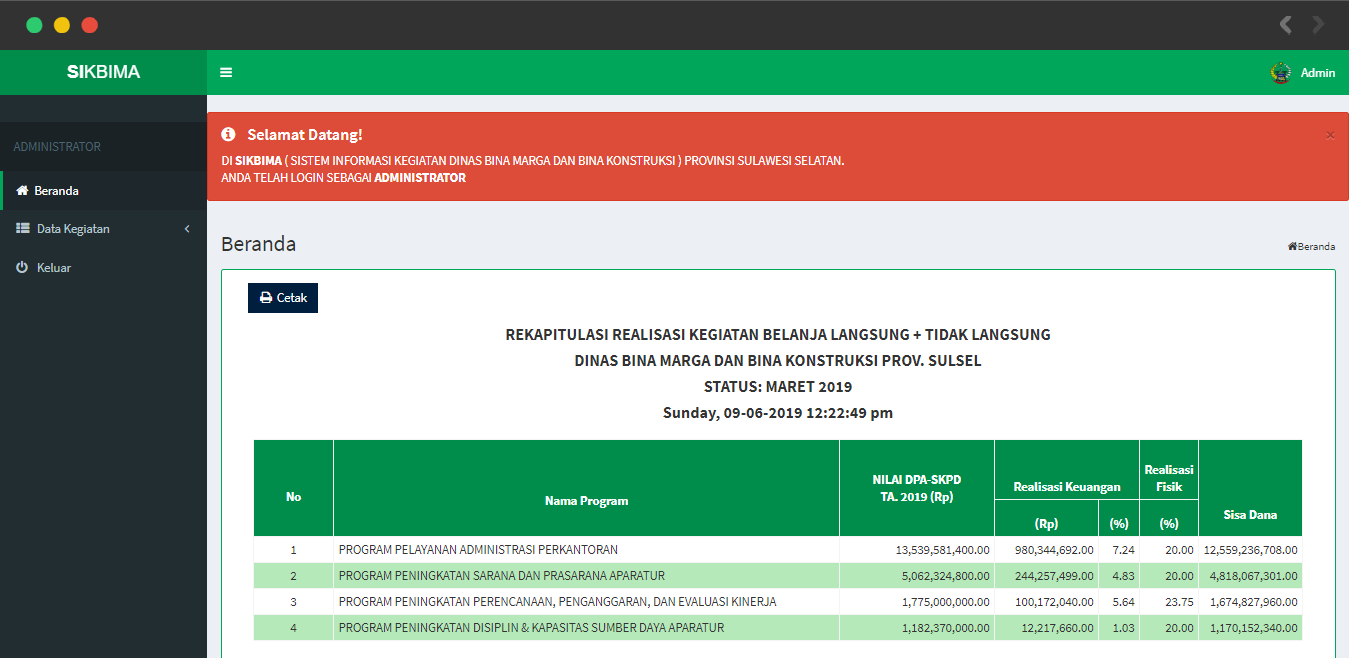 SIKBIMA
Admin
ADMINISTRATOR
Beranda
Data Kegiatan
Keluar
Selamat Datang!
×
DI SIKBIMA ( SISTEM INFORMASI KEGIATAN DINAS BINA MARGA DAN BINA KONSTRUKSI ) PROVINSI SULAWESI SELATAN.
ANDA TELAH LOGIN SEBAGAI ADMINISTRATOR
Beranda
Beranda
Cetak
REKAPITULASI REALISASI KEGIATAN BELANJA LANGSUNG + TIDAK LANGSUNG
DINAS BINA MARGA DAN BINA KONSTRUKSI PROV. SULSEL
STATUS: MARET 2019
Sunday, 09-06-2019 12:22:49 pm
No
Nama Program
NILAI DPA-SKPD
TA. 2019 (Rp)
Realisasi Keuangan
Realisasi
Fisik
Sisa Dana
(Rp) (%) (%)
1 PROGRAM PELAYANAN ADMINISTRASI PERKANTORAN 13,539,581,400.00 980,344,692.00 7.24 20.00 12,559,236,708.00
2 PROGRAM PENINGKATAN SARANA DAN PRASARANA APARATUR 5,062,324,800.00 244,257,499.00 4.83 20.00 4,818,067,301.00
3 PROGRAM PENINGKATAN PERENCANAAN, PENGANGGARAN, DAN EVALUASI KINERJA 1,775,000,000.00 100,172,040.00 5.64 23.75 1,674,827,960.00
4 PROGRAM PENINGKATAN DISIPLIN & KAPASITAS SUMBER DAYA APARATUR 1,182,370,000.00 12,217,660.00 1.03 20.00 1,170,152,340.00